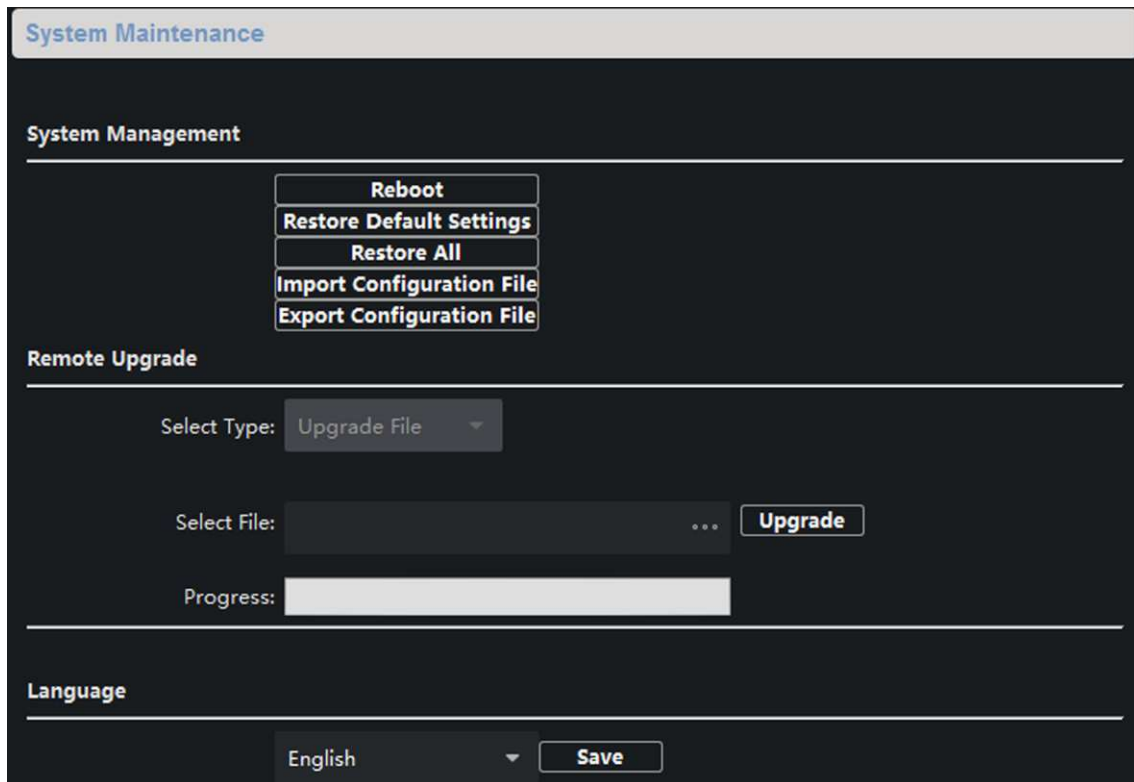 System Maintenance
System Management
Reboot
Restore Default Settings
Restore All
Import Configuration File
Export Configuration File
Remote Upgrade
Select Type: Upgrade File
Select File: Upgrade
Progress:
Language
English Save